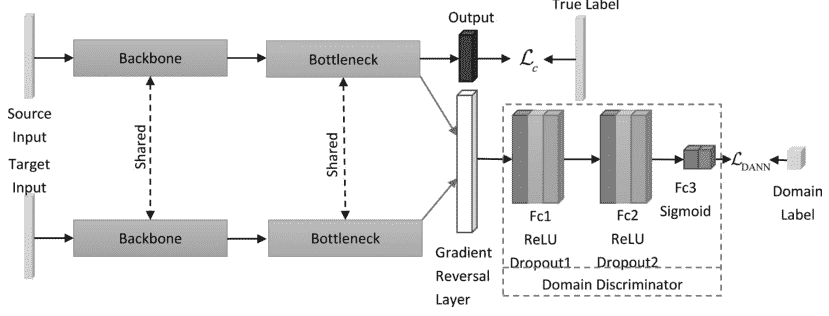 Output
True Label
Backbone
Bottleneck
ℒc
Source
Input
Target
Input
Shared
Shared
Backbone
Bottleneck
Gradient
Reversal
Layer
Fc1
ReLU
Dropout1
Fc2
ReLU
Dropout2
Fc3
Sigmoid
ℒDANN
Domain
Label
Domain Discriminator